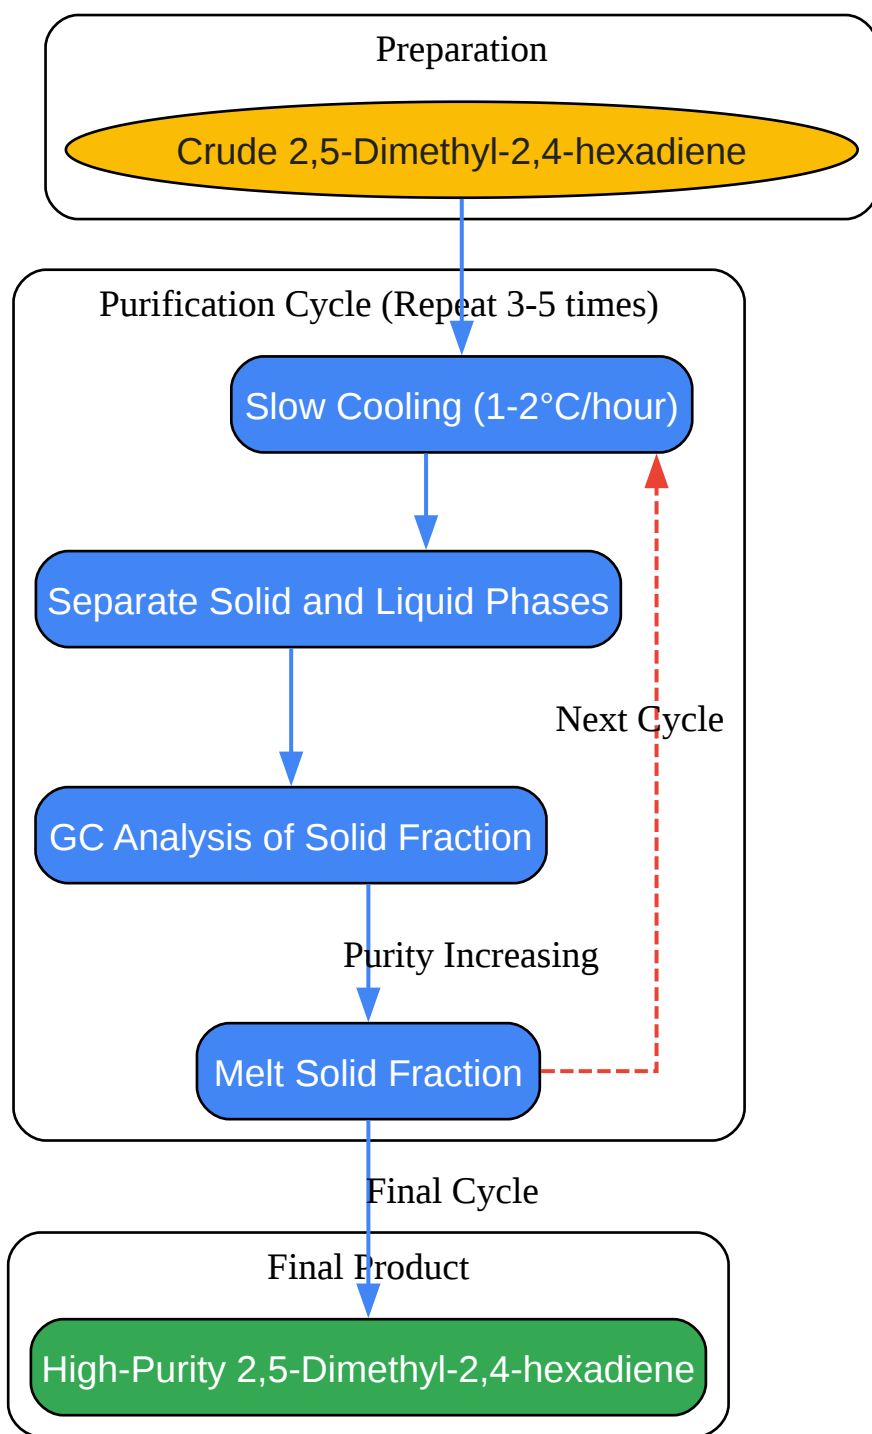 Preparation
Crude 2,5-Dimethyl-2,4-hexadiene
Purification Cycle (Repeat 3-5 times)
Slow Cooling (1-2°C/hour)
Separate Solid and Liquid Phases
Next Cycle
GC Analysis of Solid Fraction
Purity Increasing
Melt Solid Fraction
Final Cycle
Final Product
High-Purity 2,5-Dimethyl-2,4-hexadiene